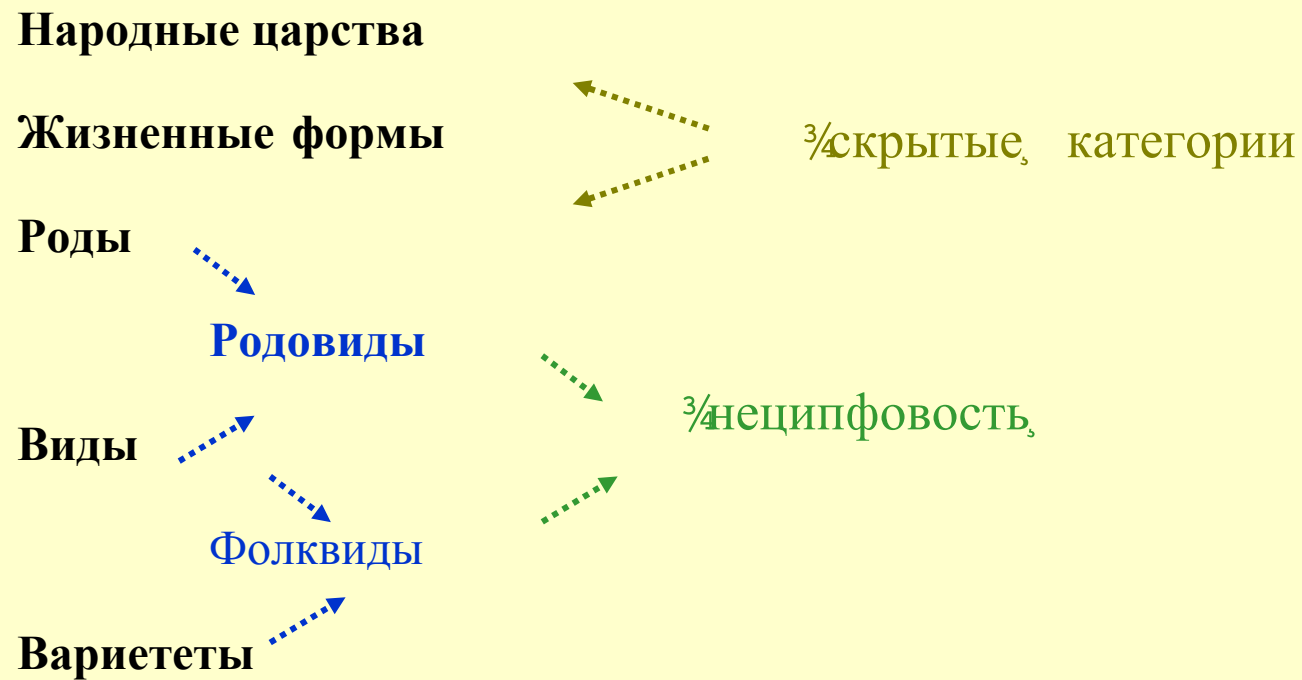 Народные царства
Жизненные формы
¾скрытые¸ категории
Роды
Родовиды
¾неципфовость¸
Виды
Фолквиды
Вариететы